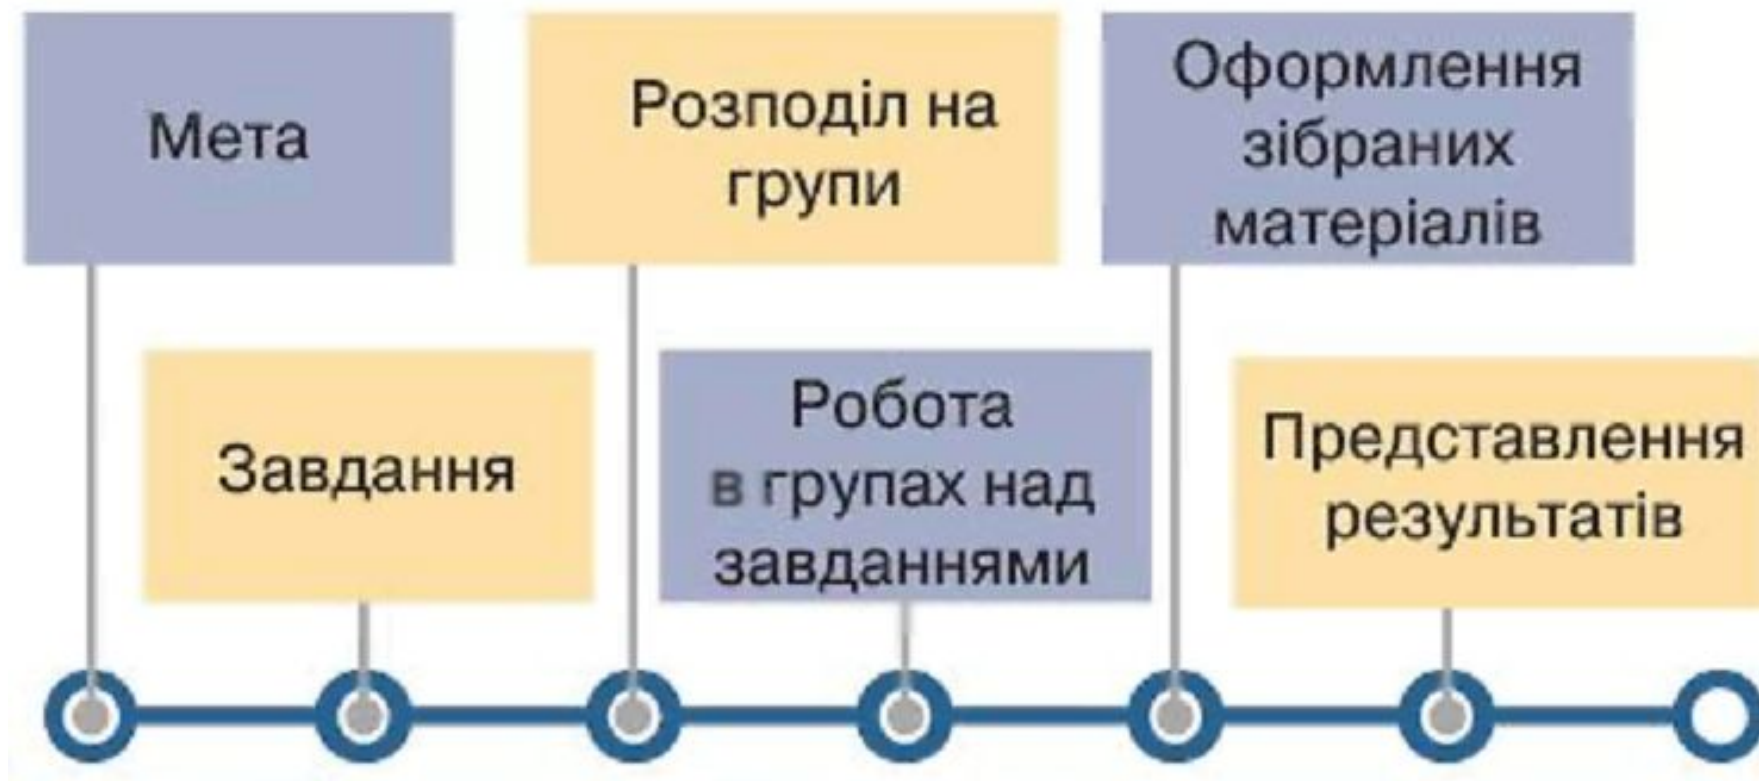 Мета
Завдання
Розподіл на
групи
Робота
в групах над
завданнями
Оформлення
зібраних
матеріалів
Представлення
результатів